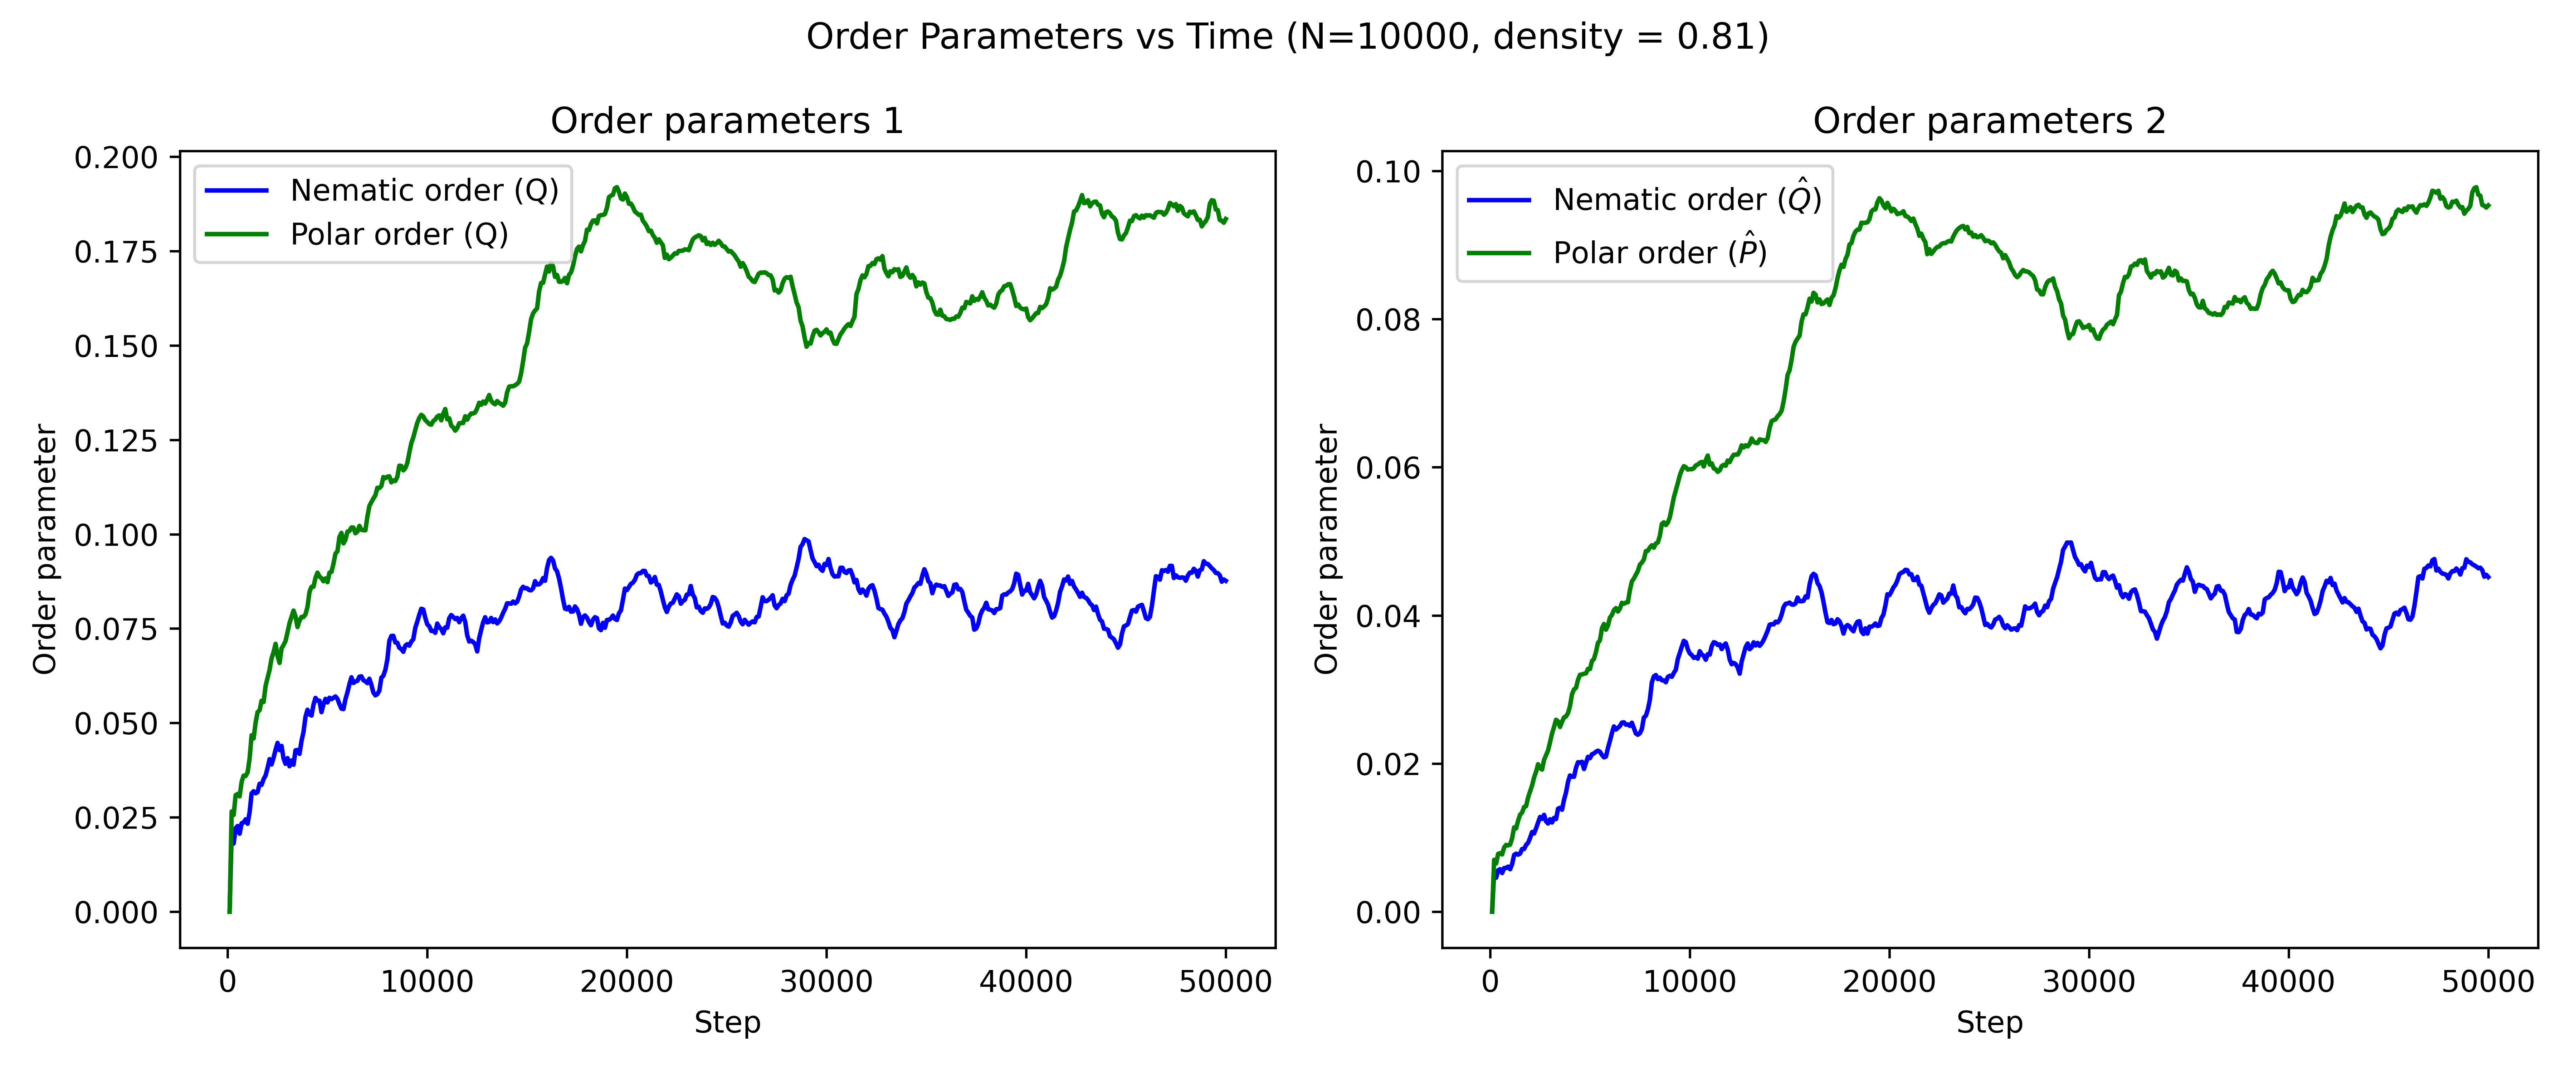 Order Parameters vs Time (N=10000, density = 0.81)
Order parameters 1
Order parameter
0.200
0.175
0.150
0.125
0.100
0.075
0.050
0.025
0.000
Nematic order (Q)
Polar order (Q)
0 10000 20000 30000 40000 50000
Step
Order parameters 2
Order parameter
0.10
0.08
0.06
0.04
0.02
0.00
Nematic order (Q̂)
Polar order (P̂)
0 10000 20000 30000 40000 50000
Step